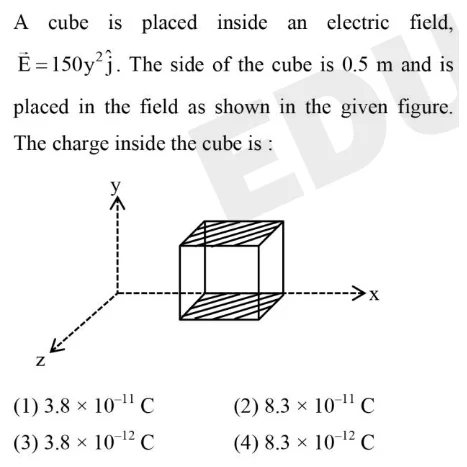 A cube is placed inside an electric field,
E⃗ = 150y²ĵ. The side of the cube is 0.5 m and is
placed in the field as shown in the given figure.
The charge inside the cube is :
y
x
z
(1) 3.8 × 10⁻¹¹ C (2) 8.3 × 10⁻¹¹ C
(3) 3.8 × 10⁻¹² C (4) 8.3 × 10⁻¹² C
EDU